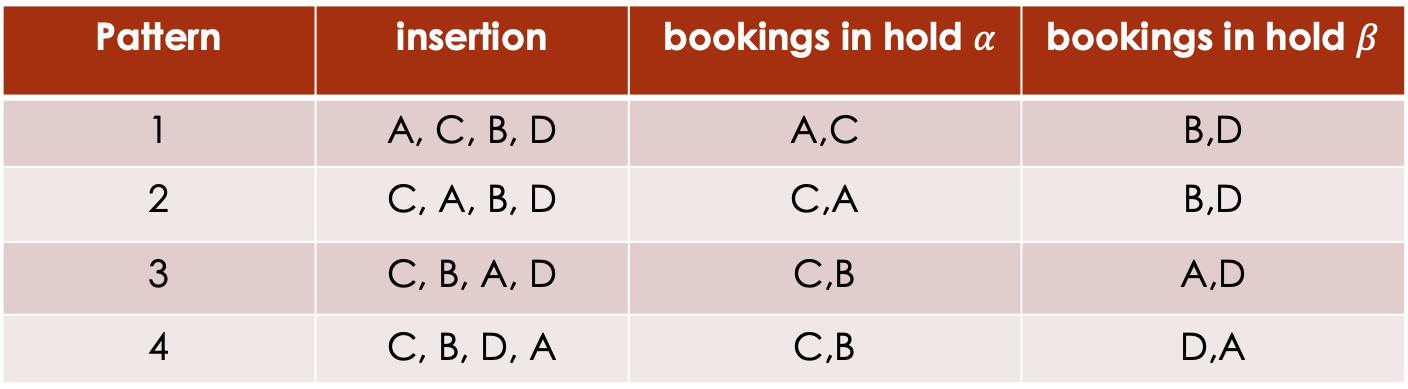 Pattern insertion bookings in hold α bookings in hold β
1 A, C, B, D A,C B,D
2 C, A, B, D C,A B,D
3 C, B, A, D C,B A,D
4 C, B, D, A C,B D,A